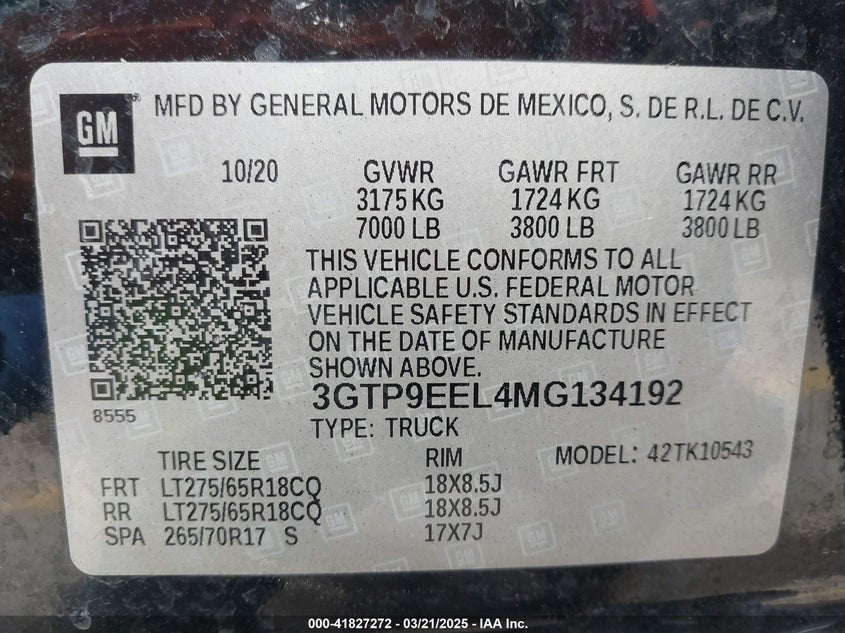 GM
MFD BY GENERAL MOTORS DE MEXICO, S. DE R.L. DE C.V.
10/20 GVWR GAWR FRT GAWR RR
3175 KG 1724 KG 1724 KG
7000 LB 3800 LB 3800 LB
THIS VEHICLE CONFORMS TO ALL
APPLICABLE U.S. FEDERAL MOTOR
VEHICLE SAFETY STANDARDS IN EFFECT
ON THE DATE OF MANUFACTURE
SHOWN ABOVE.
8555
3GTP9EEL4MG134192
TYPE: TRUCK
TIRE SIZE RIM MODEL: 42TK10543
FRT LT275/65R18CQ 18X8.5J
RR LT275/65R18CQ 18X8.5J
SPA 265/70R17 S 17X7J
000-41827272 - 03/21/2025 - IAA Inc.